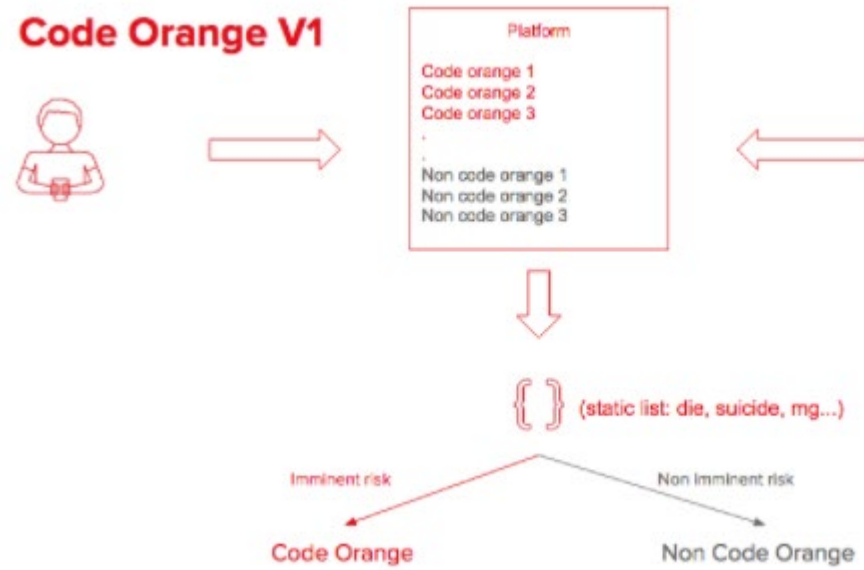 Code Orange V1
Platform
Code orange 1
Code orange 2
Code orange 3
.
.
Non code orange 1
Non code orange 2
Non code orange 3
{ } (static list: die, suicide, mg...)
Imminent risk
Non imminent risk
Code Orange
Non Code Orange